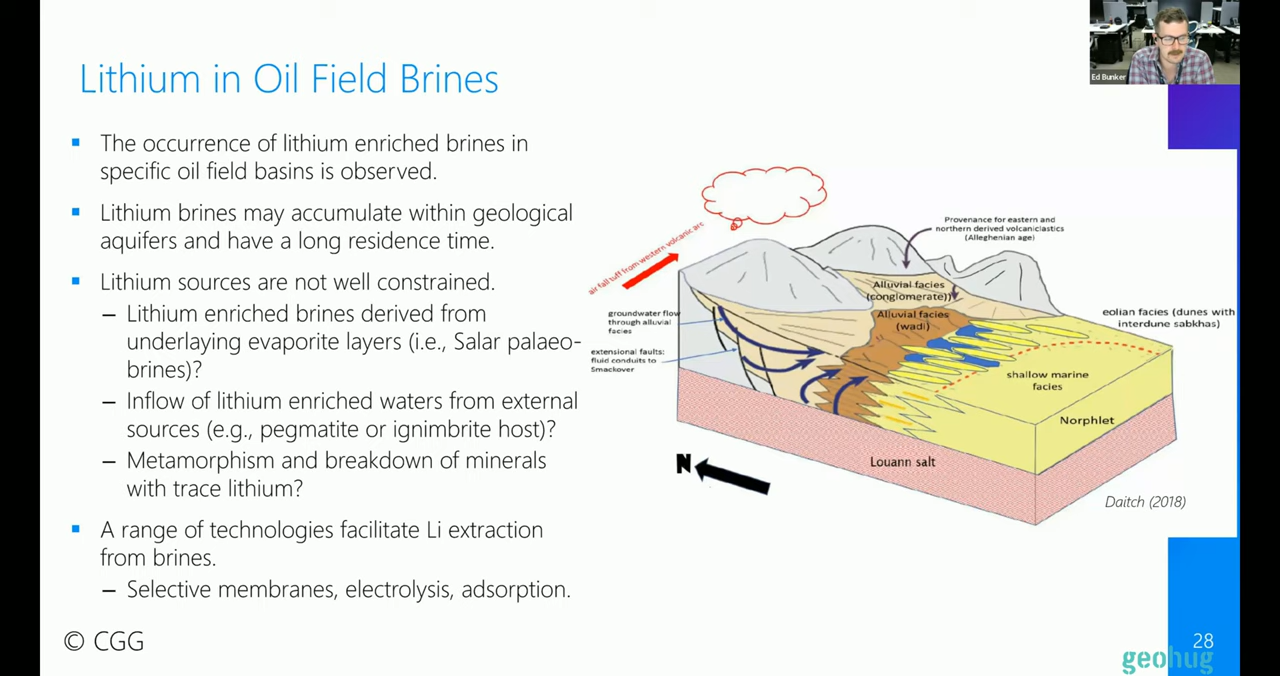 Ed Bunker
Lithium in Oil Field Brines
The occurrence of lithium enriched brines in
specific oil field basins is observed.
Lithium brines may accumulate within geological
aquifers and have a long residence time.
Lithium sources are not well constrained.
– Lithium enriched brines derived from
underlaying evaporite layers (i.e., Salar palaeo-
brines)?
– Inflow of lithium enriched waters from external
sources (e.g., pegmatite or ignimbrite host)?
– Metamorphism and breakdown of minerals
with trace lithium?
A range of technologies facilitate Li extraction
from brines.
– Selective membranes, electrolysis, adsorption.
air fall tuff from western volcanic arc
Provenance for eastern and
northern derived volcaniclastics
(Alleghenian age)
Alluvial facies
(conglomerate))
Alluvial facies
(wadi)
groundwater flow
through alluvial
facies
extensional faults:
fluid conduits to
Smackover
eolian facies (dunes with
interdune sabkhas)
shallow marine
facies
Norphlet
Louann salt
N
Daitch (2018)
© CGG
28
geohug